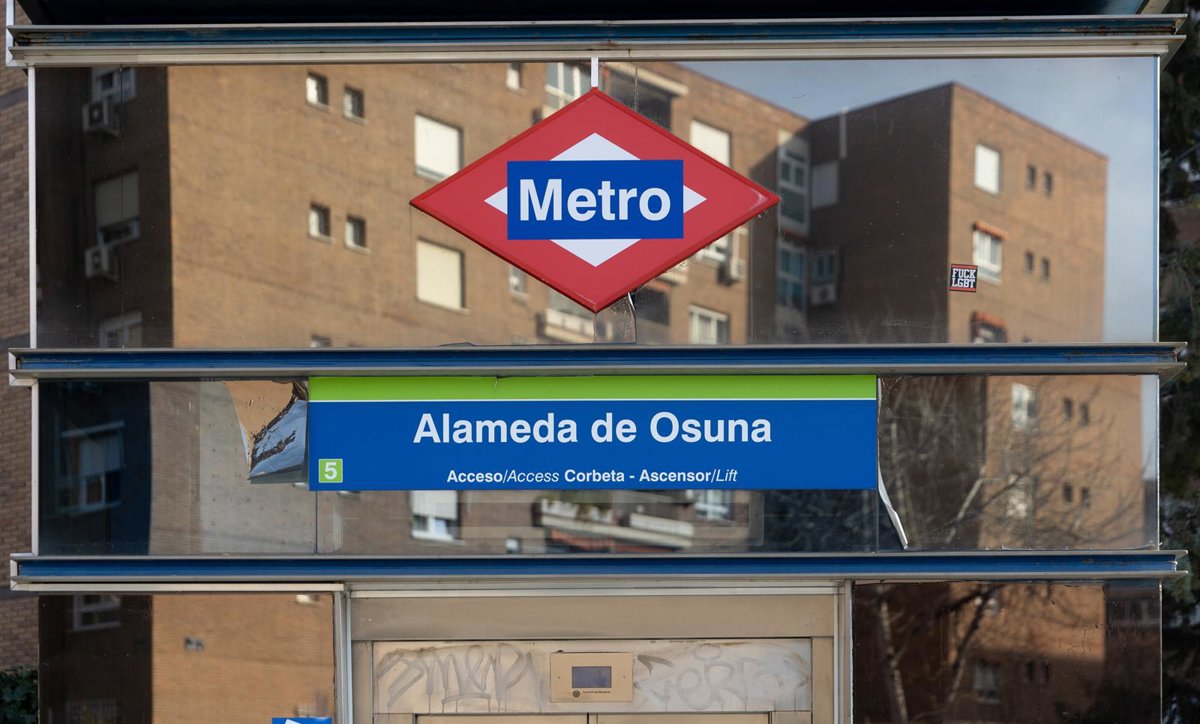 Metro
FUCK
LGBT
Alameda de Osuna
5
Acceso/Access Corbeta - Ascensor/Lift